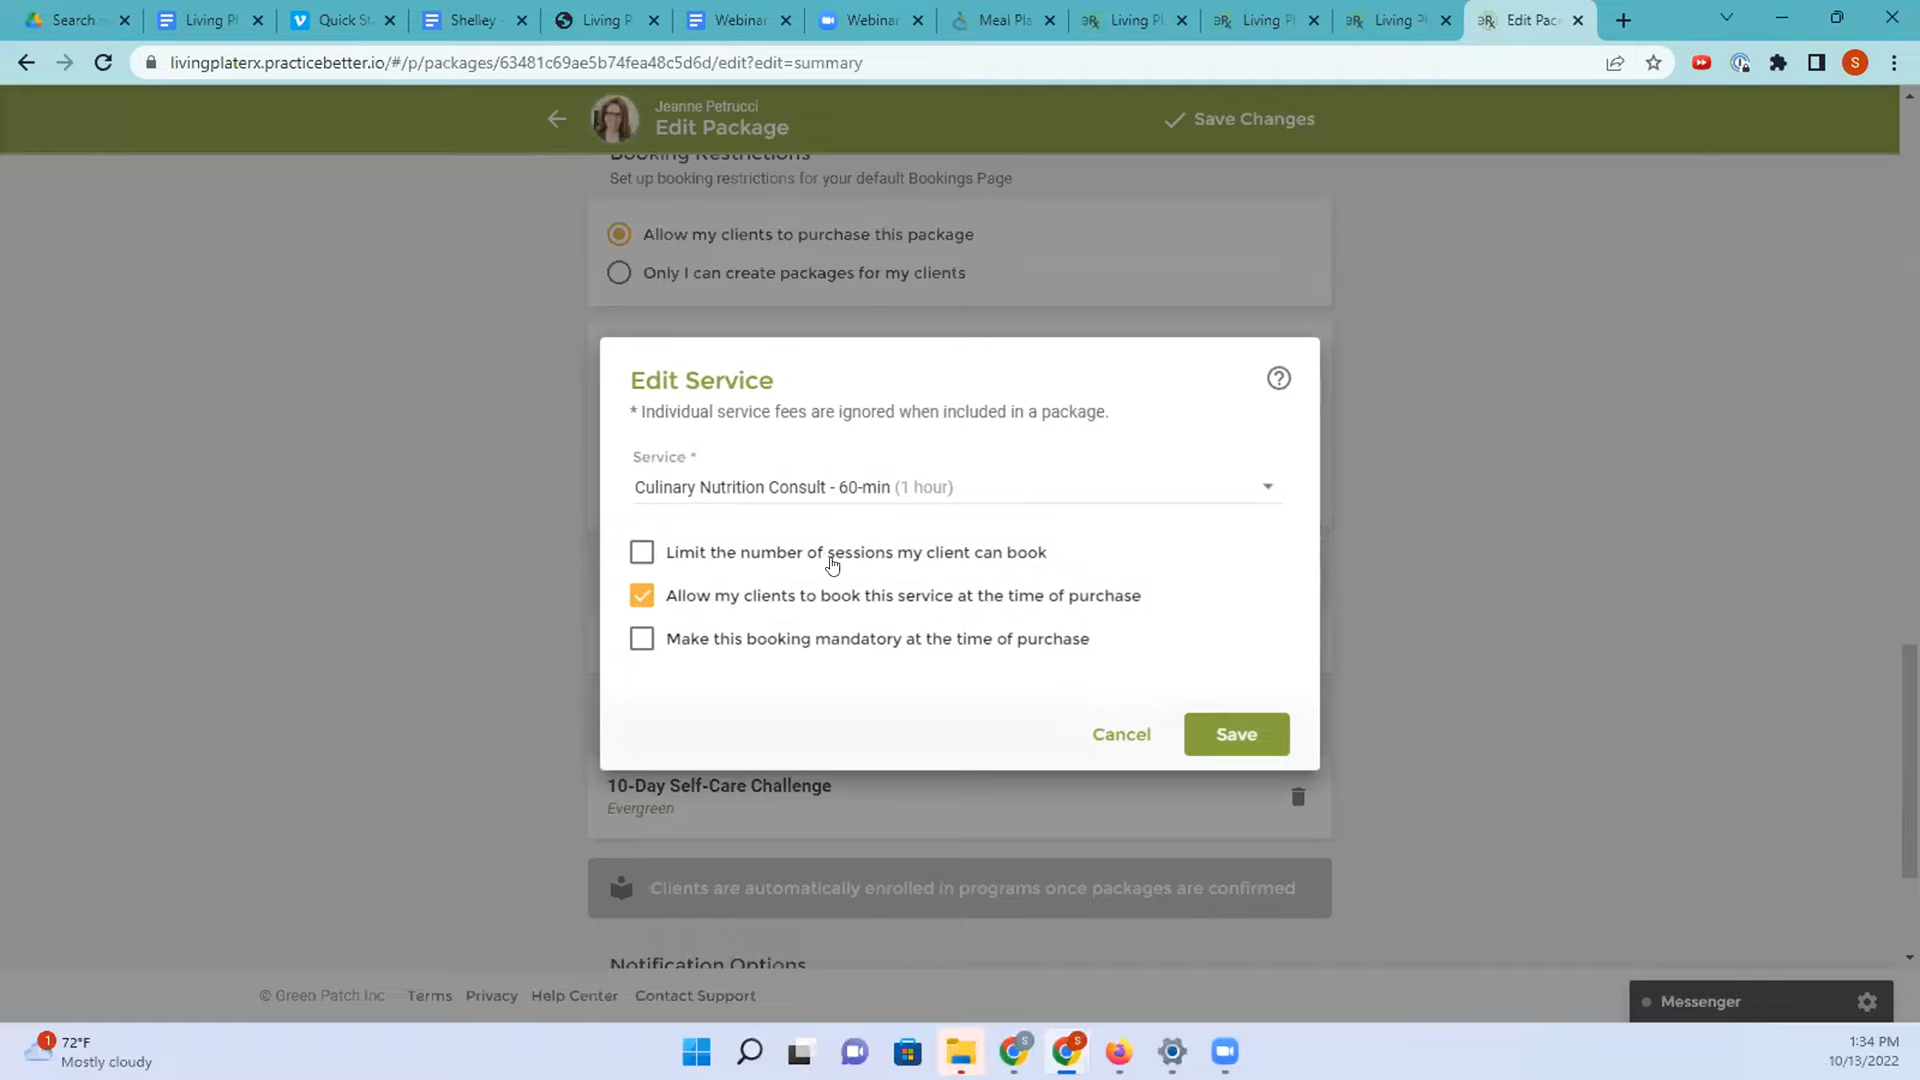 Search
Living Pl
Quick St
Shelley -
Living P
Webinar
Webinar
Meal Pla
Living Pl
Living Pl
Living Pl
Edit Pac
livingplaterx.practicebetter.io/#/p/packages/63481c69ae5b74fea48c5d6d/edit?edit=summary
S
Jeanne Petrucci
Edit Package
Save Changes
Booking Restrictions
Set up booking restrictions for your default Bookings Page
Allow my clients to purchase this package
Only I can create packages for my clients
Edit Service
* Individual service fees are ignored when included in a package.
Service *
Culinary Nutrition Consult - 60-min (1 hour)
Limit the number of sessions my client can book
Allow my clients to book this service at the time of purchase
Make this booking mandatory at the time of purchase
Cancel
Save
10-Day Self-Care Challenge
Evergreen
Clients are automatically enrolled in programs once packages are confirmed
Notification Options
© Green Patch Inc
Terms
Privacy
Help Center
Contact Support
Messenger
1
72°F
Mostly cloudy
S
S
1:34 PM
10/13/2022